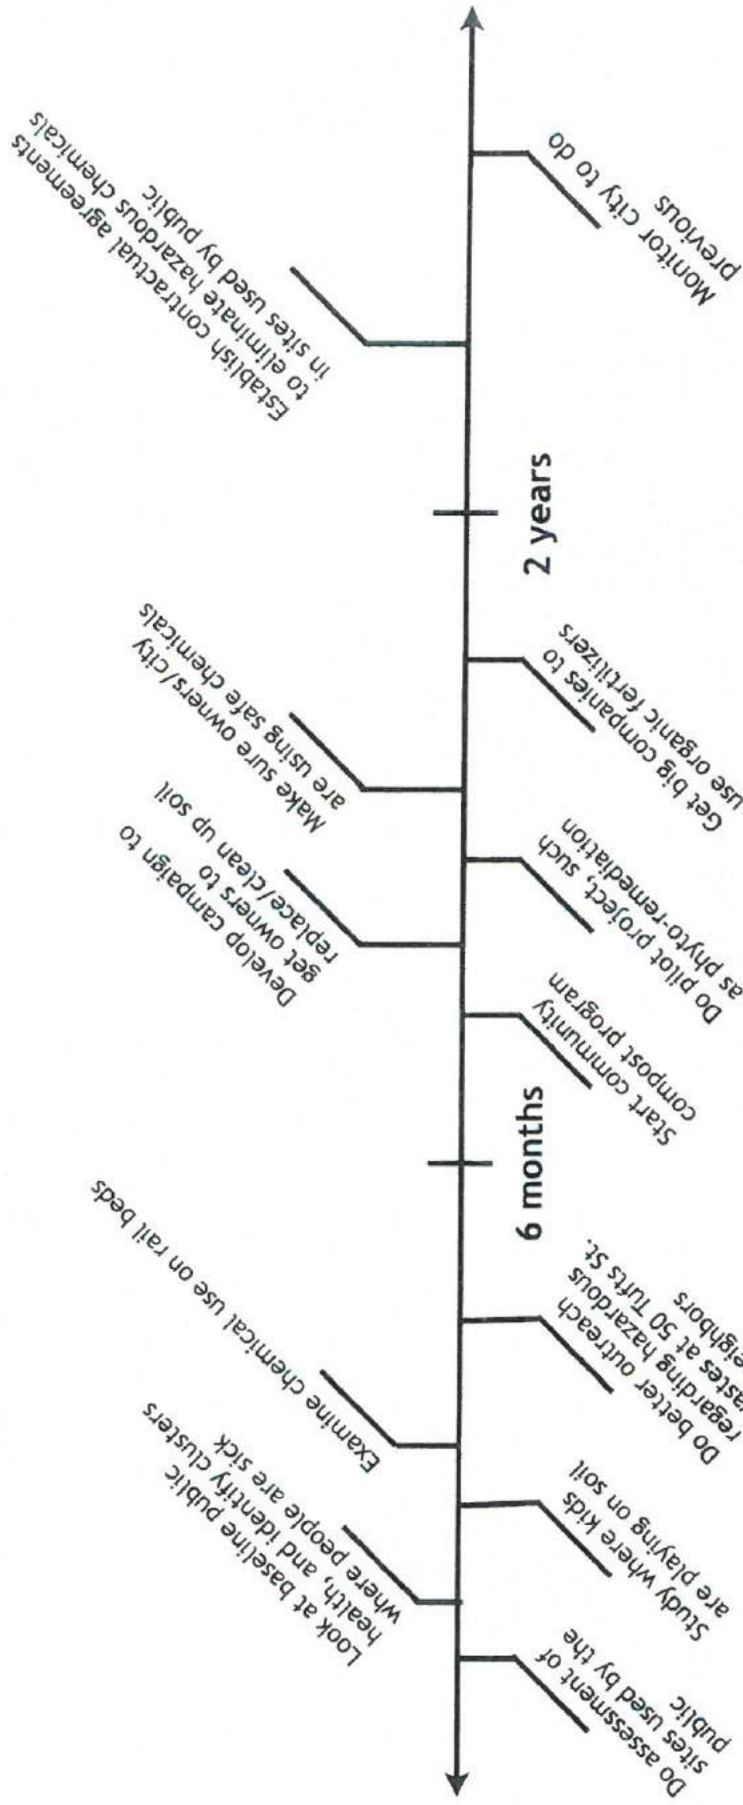 Do assessment of
sites used by the
public
Look at baseline public
health, and identify clusters
where people are sick
Study where kids
are playing on soil
Examine chemical use on rail beds
Do better outreach
regarding hazardous
wastes at 50 Tufts St.
neighbors
6 months
Start community
compost program
Develop campaign to
get owners to
replace/clean up soil
Do pilot project, such
as phyto-remediation
Make sure owners/city
are using safe chemicals
Get big companies to
use organic fertilizers
2 years
Establish contractual agreements
to eliminate hazardous chemicals
in sites used by public
Monitor city to do
previous